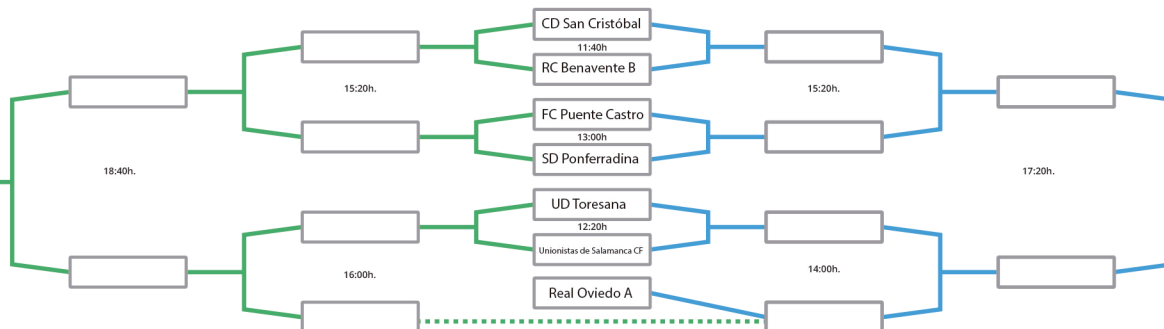 CD San Cristóbal
11:40h
RC Benavente B
15:20h.
15:20h.
FC Puente Castro
13:00h
SD Ponferradina
18:40h.
17:20h.
UD Toresana
12:20h
Unionistas de Salamanca CF
16:00h.
14:00h.
Real Oviedo A